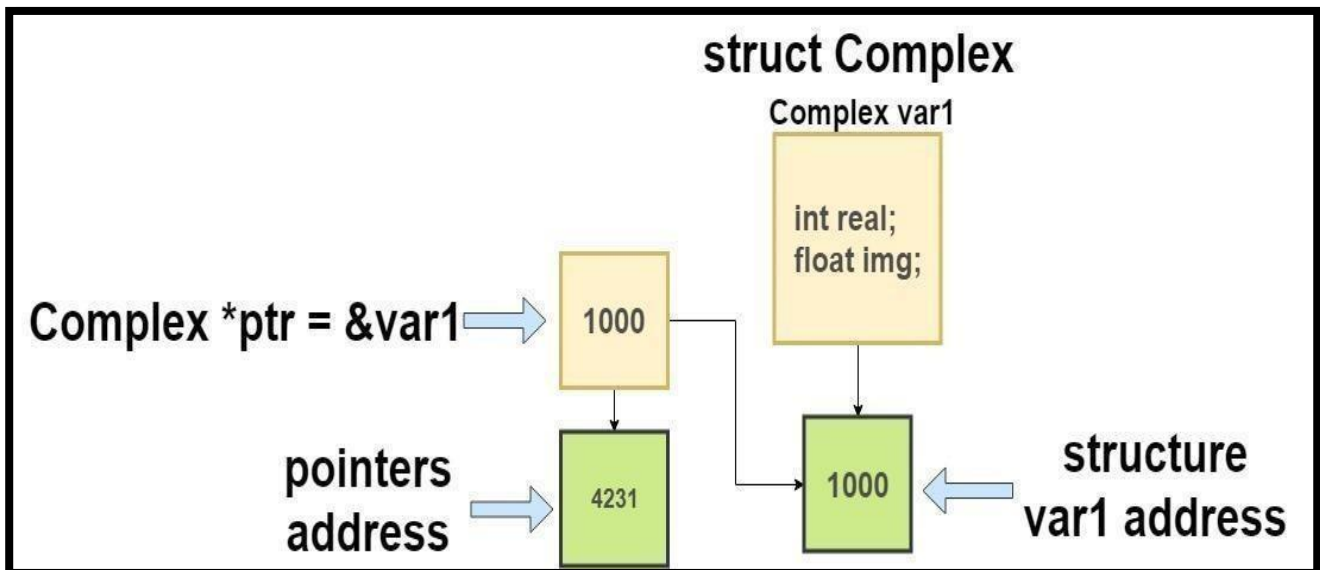 struct Complex
Complex var1
int real;
float img;
Complex *ptr = &var1
1000
pointers
address
4231
1000
structure
var1 address